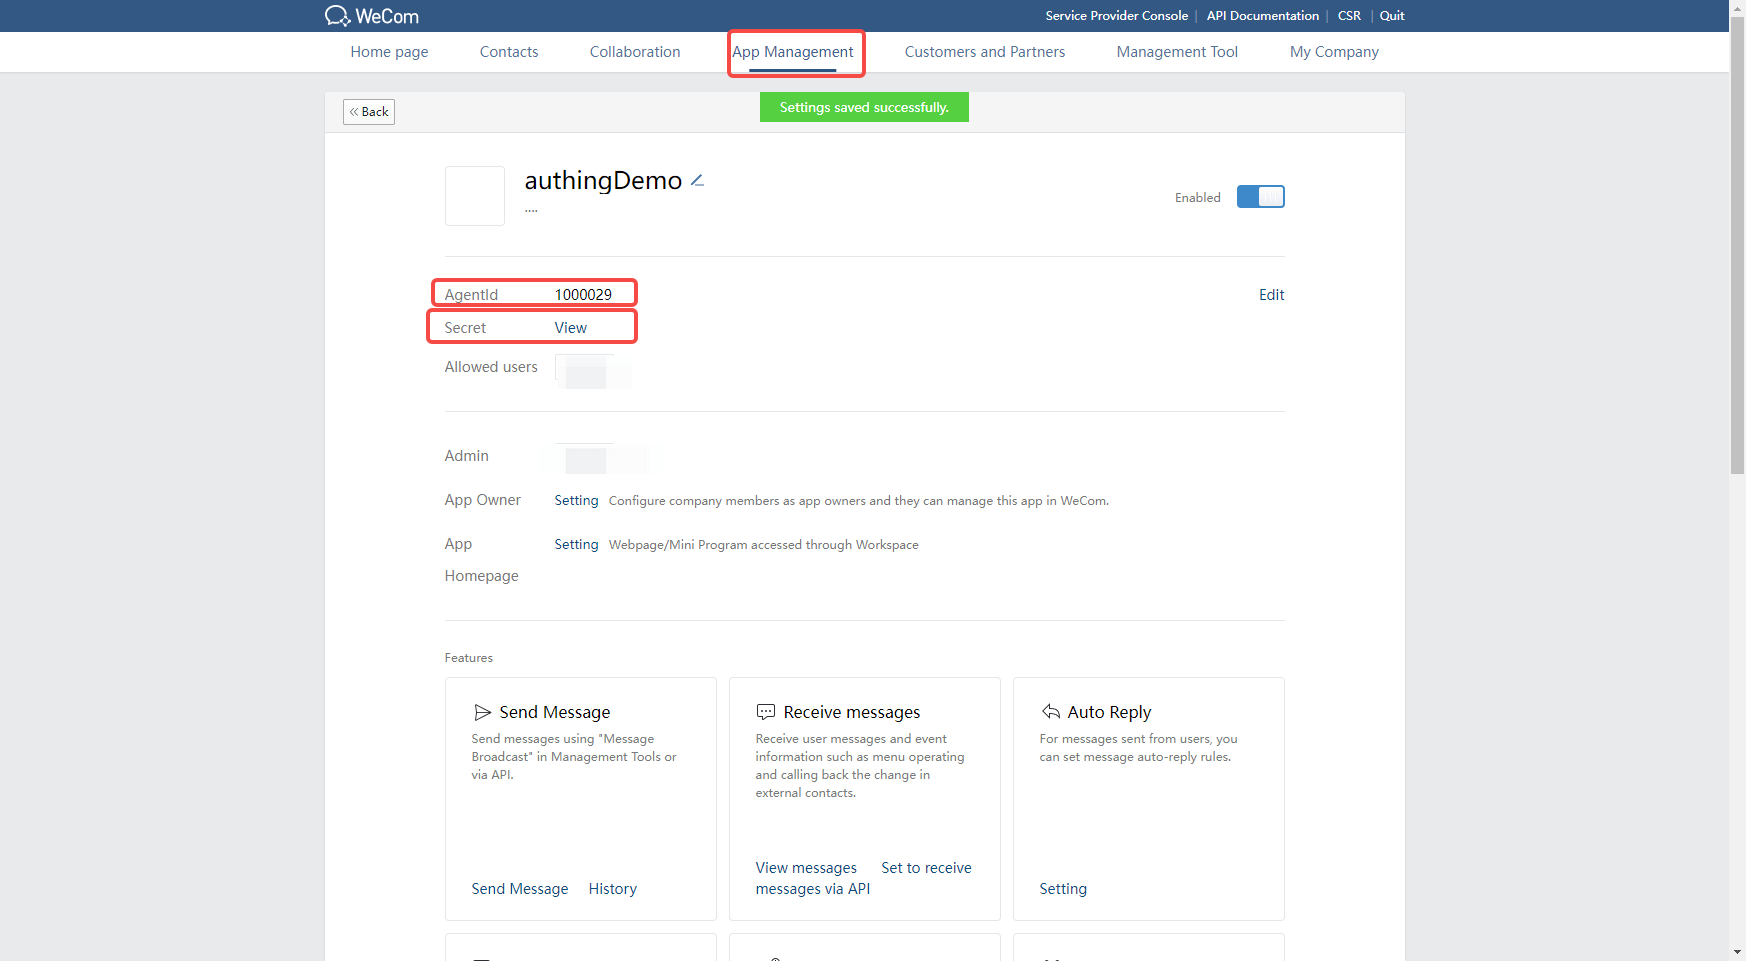 WeCom
Service Provider Console | API Documentation | CSR | Quit
Home page Contacts Collaboration App Management Customers and Partners Management Tool My Company
« Back
Settings saved successfully.
authingDemo
....
Enabled
AgentId 1000029
Edit
Secret View
Allowed users
Admin
App Owner Setting Configure company members as app owners and they can manage this app in WeCom.
App Setting Webpage/Mini Program accessed through Workspace
Homepage
Features
Send Message
Send messages using "Message
Broadcast" in Management Tools or
via API.
Send Message History
Receive messages
Receive user messages and event
information such as menu operating
and calling back the change in
external contacts.
View messages Set to receive
messages via API
Auto Reply
For messages sent from users, you
can set message auto-reply rules.
Setting